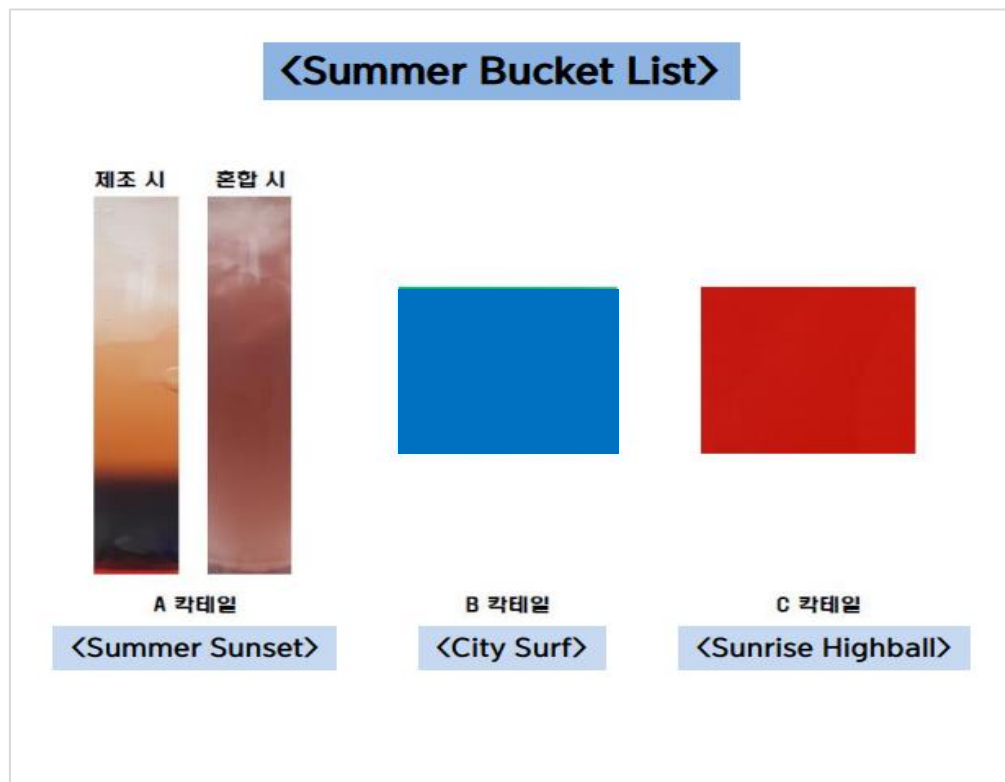 <Summer Bucket List>
제조 시
혼합 시
A 칵테일
B 칵테일
C 칵테일
<Summer Sunset>
<City Surf>
<Sunrise Highball>